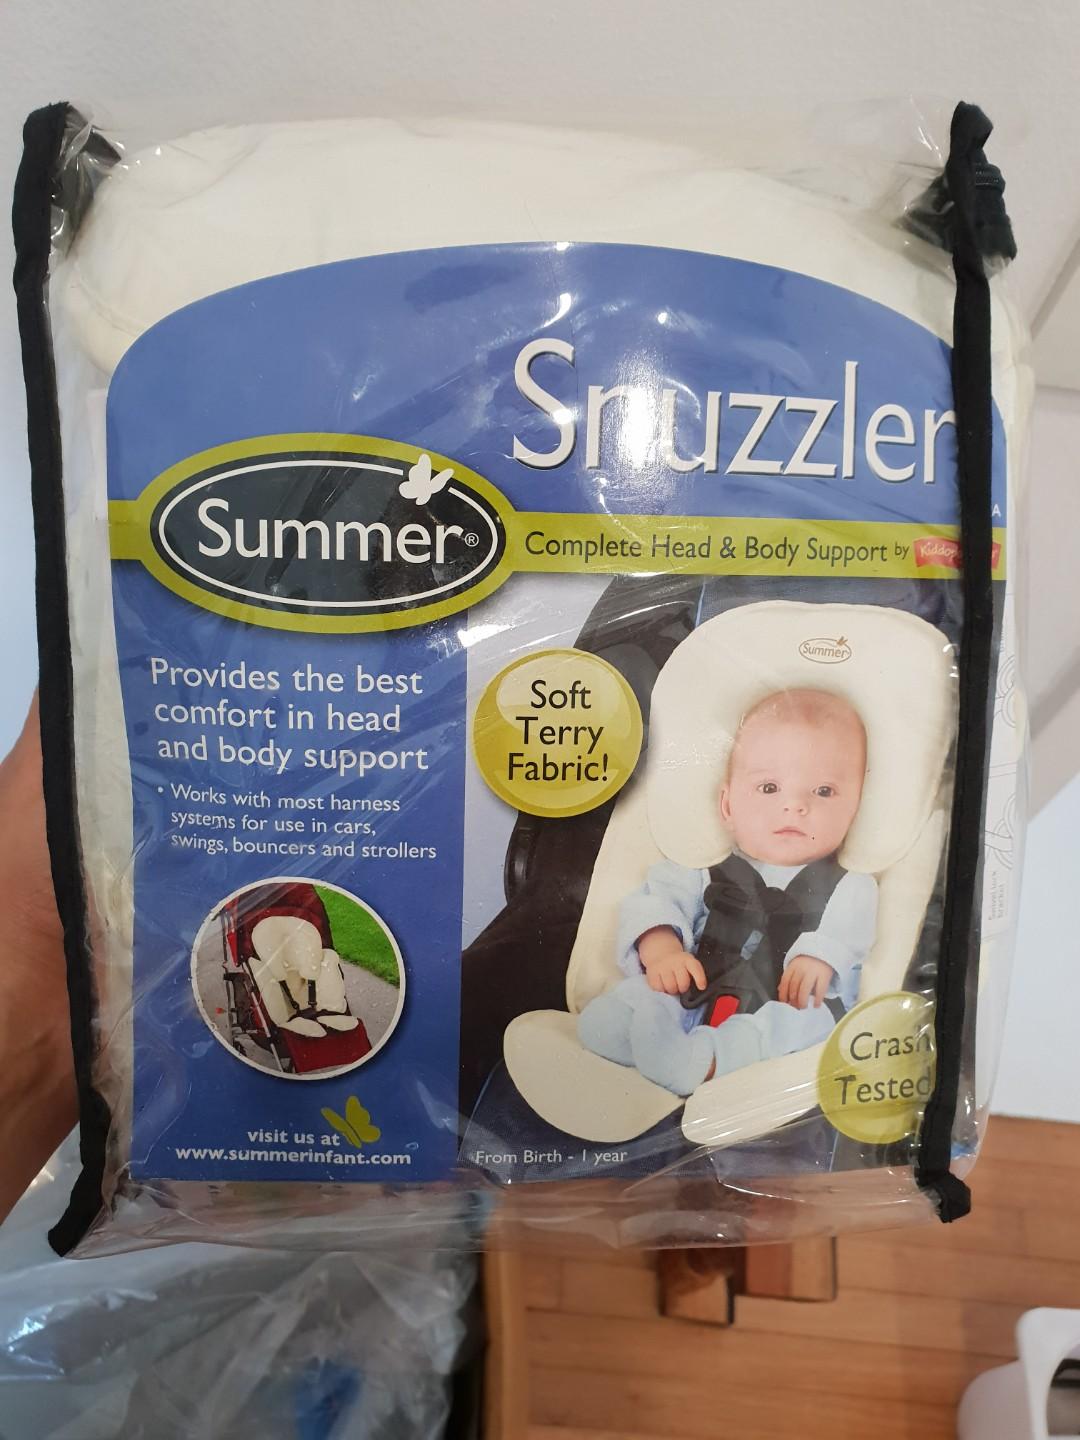 Snuzzler
Summer®
Complete Head & Body Support by
Provides the best
comfort in head
and body support
• Works with most harness
systems for use in cars,
swings, bouncers and strollers
Soft
Terry
Fabric!
Summer
Crash
Tested
visit us at
www.summerinfant.com
From Birth - 1 year